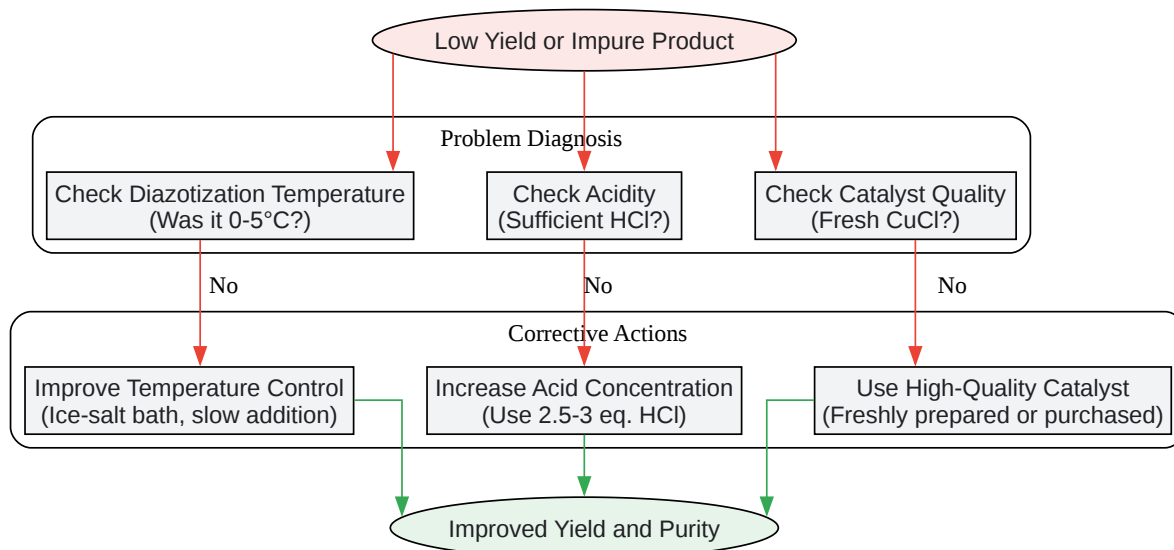 Low Yield or Impure Product
Problem Diagnosis
Check Diazotization Temperature
(Was it 0-5°C?)
Check Acidity
(Sufficient HCl?)
Check Catalyst Quality
(Fresh CuCl?)
No
No
No
Corrective Actions
Improve Temperature Control
(Ice-salt bath, slow addition)
Increase Acid Concentration
(Use 2.5-3 eq. HCl)
Use High-Quality Catalyst
(Freshly prepared or purchased)
Improved Yield and Purity